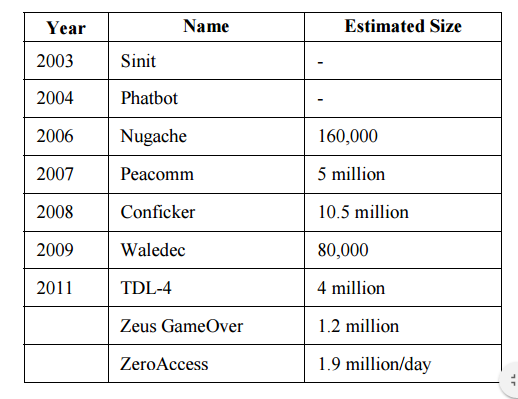 Year Name Estimated Size
2003 Sinit -
2004 Phatbot -
2006 Nugache 160,000
2007 Peacomm 5 million
2008 Conficker 10.5 million
2009 Waledec 80,000
2011 TDL-4 4 million
Zeus GameOver 1.2 million
ZeroAccess 1.9 million/day